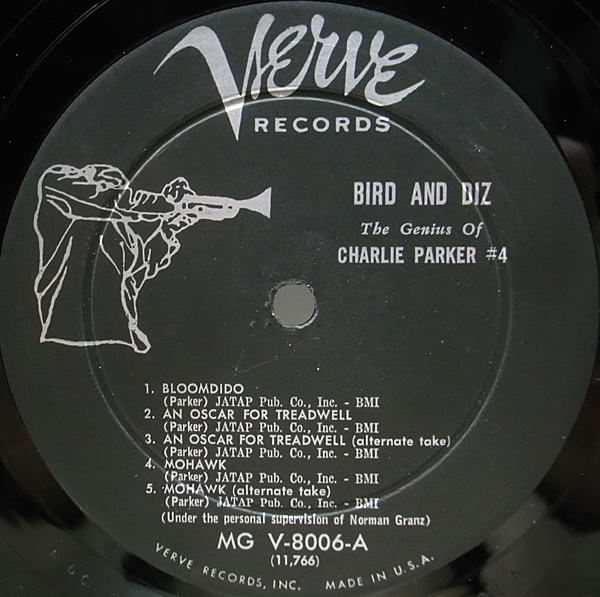 Verve
RECORDS
BIRD AND DIZ
The Genius Of
CHARLIE PARKER #4
1. BLOOMDIDO
(Parker) JATAP Pub. Co., Inc. - BMI
2. AN OSCAR FOR TREADWELL
(Parker) JATAP Pub. Co., Inc. - BMI
3. AN OSCAR FOR TREADWELL (alternate take)
(Parker) JATAP Pub. Co., Inc. - BMI
4. MOHAWK
(Parker) JATAP Pub. Co., Inc. - BMI
5. MOHAWK (alternate take)
(Parker) JATAP Pub. Co., Inc. - BMI
(Under the personal supervision of Norman Granz)
MG V-8006-A
(11,766)
VERVE RECORDS, INC. MADE IN U.S.A.